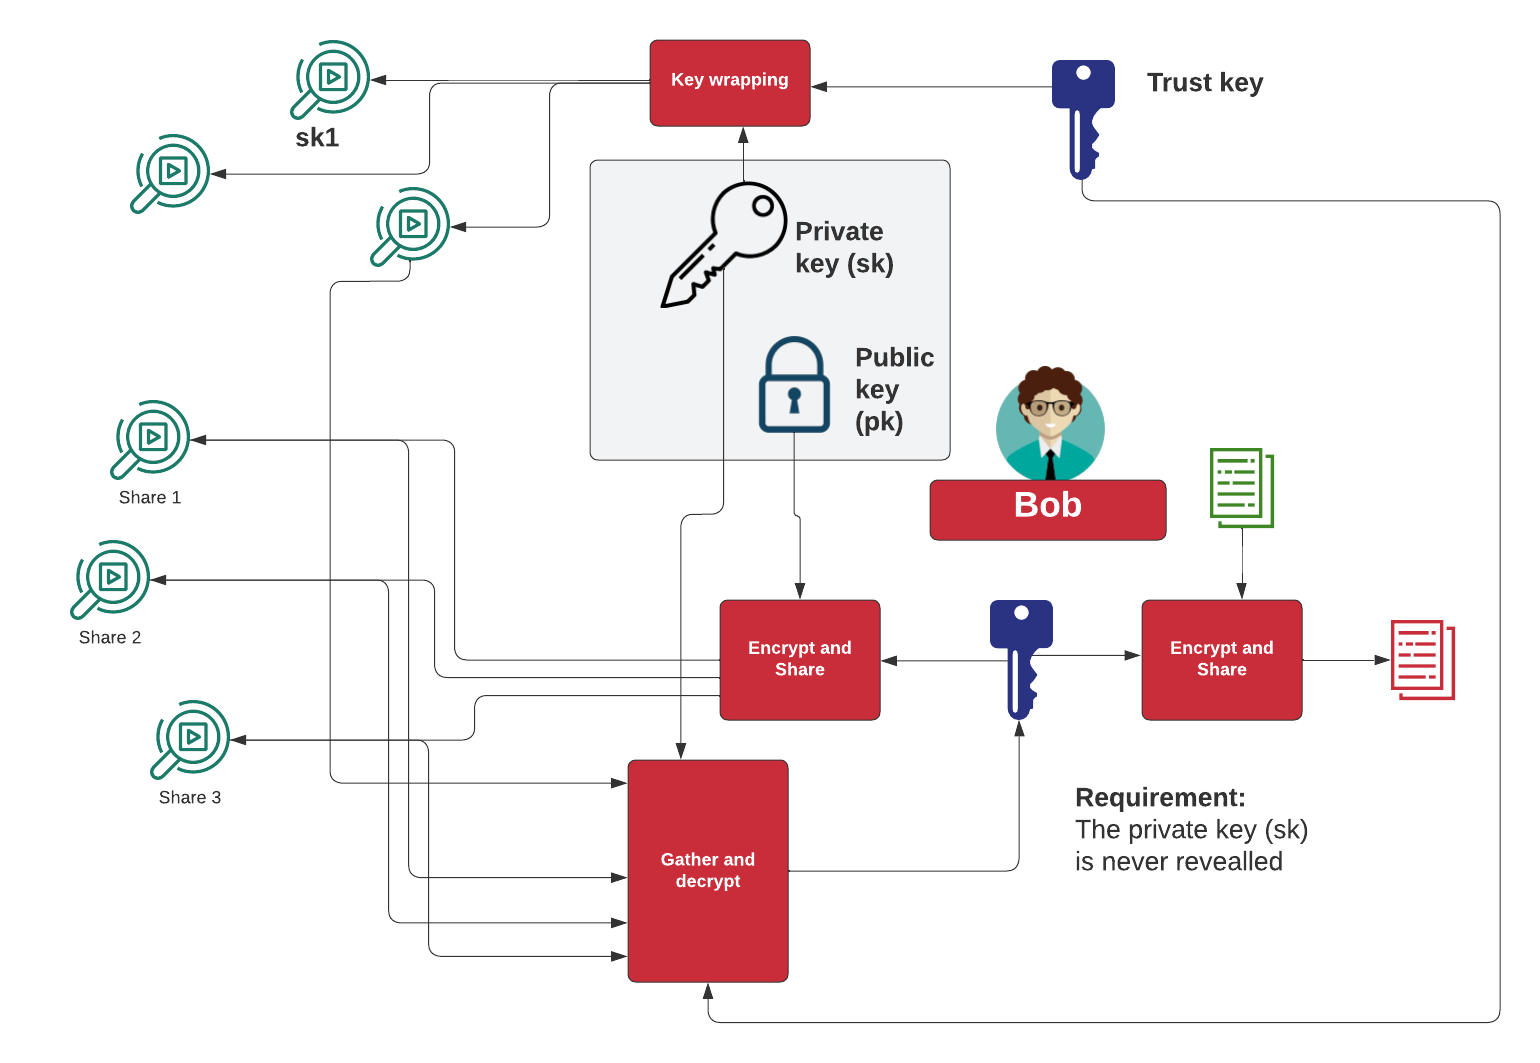 Key wrapping
Trust key
sk1
Private
key (sk)
Public
key
(pk)
Bob
Share 1
Share 2
Share 3
Encrypt and
Share
Encrypt and
Share
Gather and
decrypt
Requirement:
The private key (sk)
is never revealled